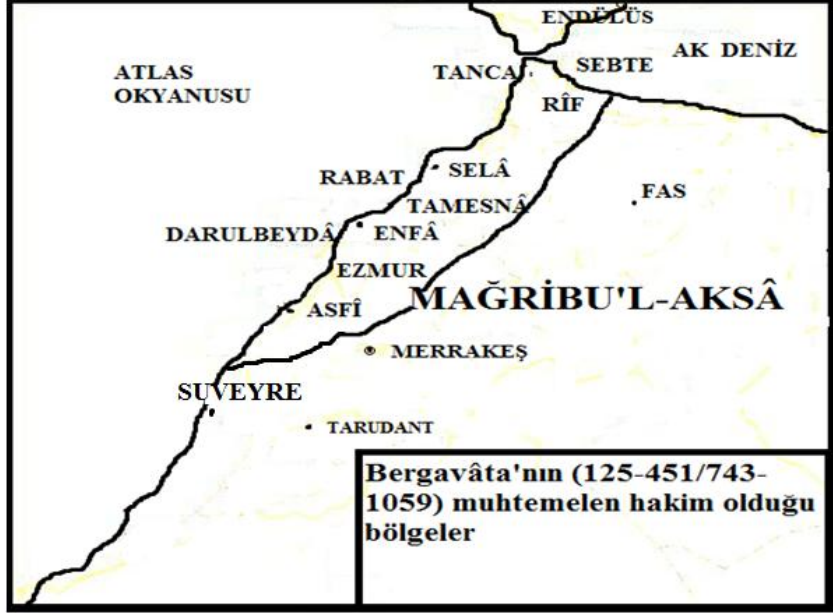 ENDÜLÜS
AK DENİZ
ATLAS
OKYANUSU
TANCA
SEBTE
RÎF
RABAT
SELÂ
FAS
TAMESNÂ
DARULBEYDÂ
ENFÂ
EZMUR
MAĞRİBU'L-AKSÂ
ASFÎ
MERRAKEŞ
SUVEYRE
TARUDANT
Bergavâta'nın (125-451/743-
1059) muhtemelen hakim olduğu
bölgeler